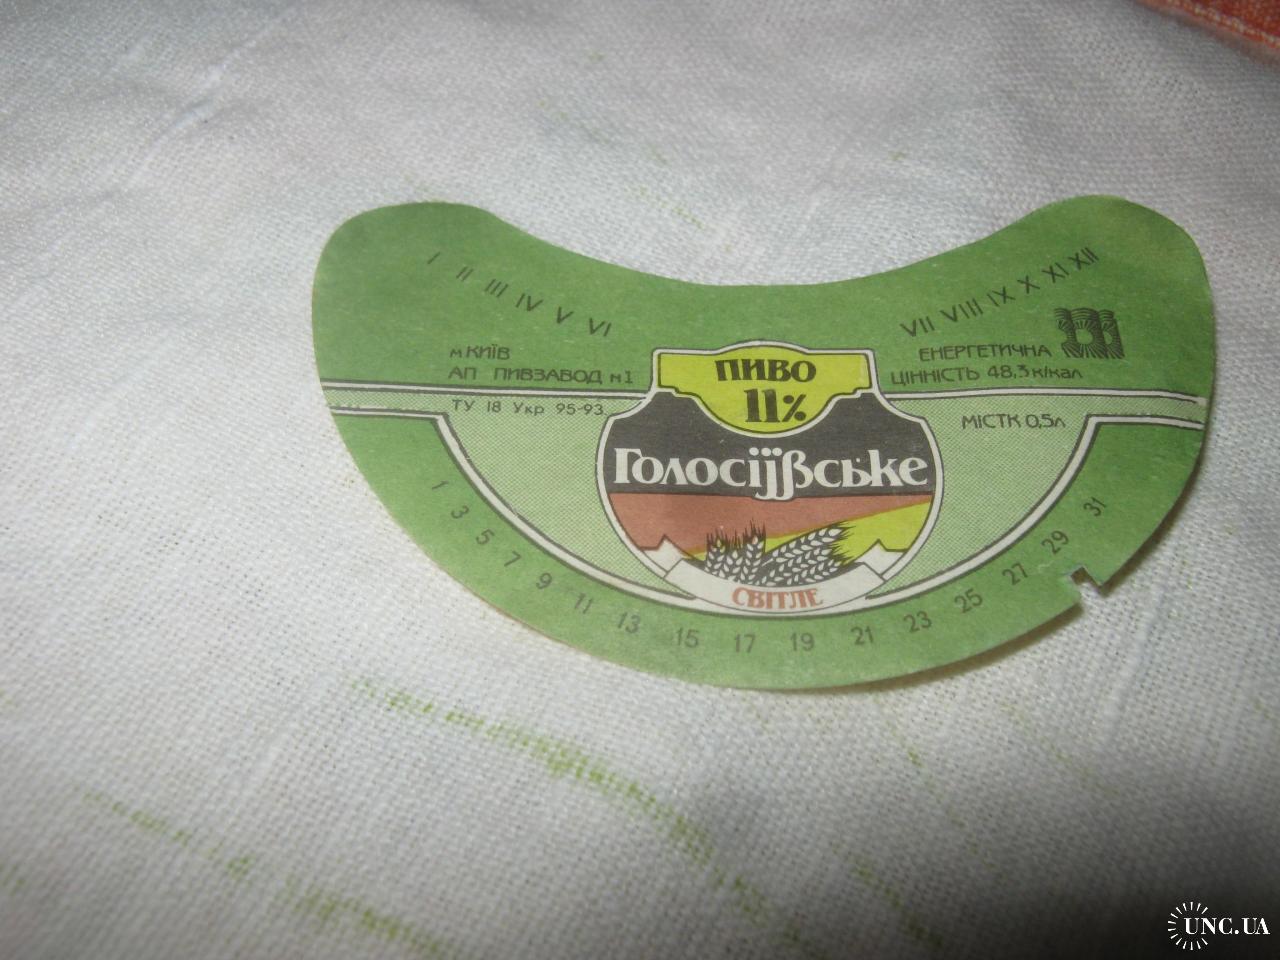 I II III IV V VI
VII VIII IX X XI XII
м КИЇВ
АП ПИВЗАВОД N1
ТУ 18 Укр 95-93
ПИВО
11%
ЕНЕРГЕТИЧНА
ЦІННІСТЬ 48,3 к/кал
МІСТК 0,5л
Голосіївське
СВІТЛЕ
1 3 5 7 9 11 13 15 17 19 21 23 25 27 29 31
UNC.UA